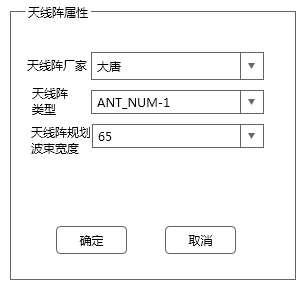 天线阵属性
天线阵厂家 大唐
天线阵
类型 ANT_NUM-1
天线阵规划
波束宽度 65
确定 取消